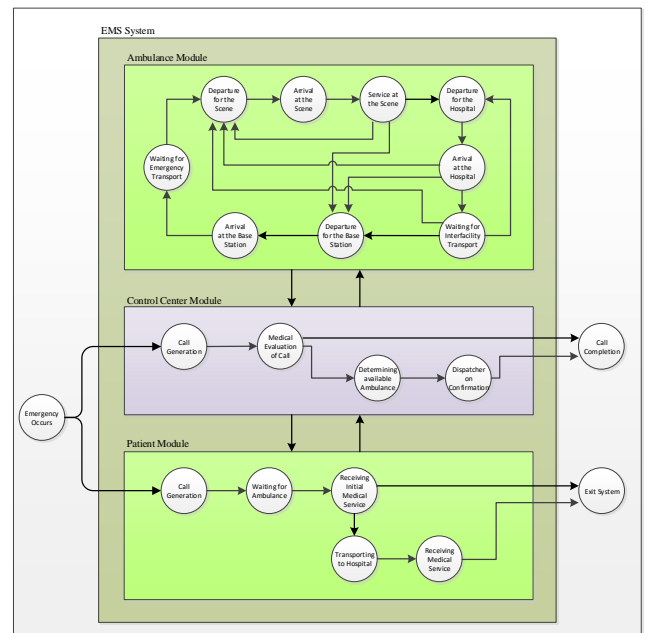 EMS System
Ambulance Module
Departure
for the
Scene
Arrival
at the
Scene
Service at
the Scene
Departure
for the
Hospital
Waiting for
Emergency
Transport
Arrival
at the
Hospital
Arrival
at the Base
Station
Departure
for the Base
Station
Waiting for
Interfacility
Transport
Control Center Module
Call
Generation
Medical
Evaluation
of Call
Determining
available
Ambulance
Dispatcher
on
Confirmation
Call
Completion
Emergency
Occurs
Patient Module
Call
Generation
Waiting for
Ambulance
Receiving
Initial
Medical
Service
Exit System
Transporting
to Hospital
Receiving
Medical
Service